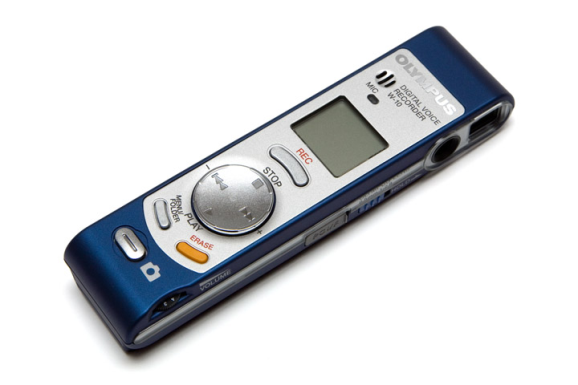 OLYMPUS
DIGITAL VOICE
RECORDER
W-10
MIC
REC
STOP
PLAY
MENU/
FOLDER
ERASE
VOLUME